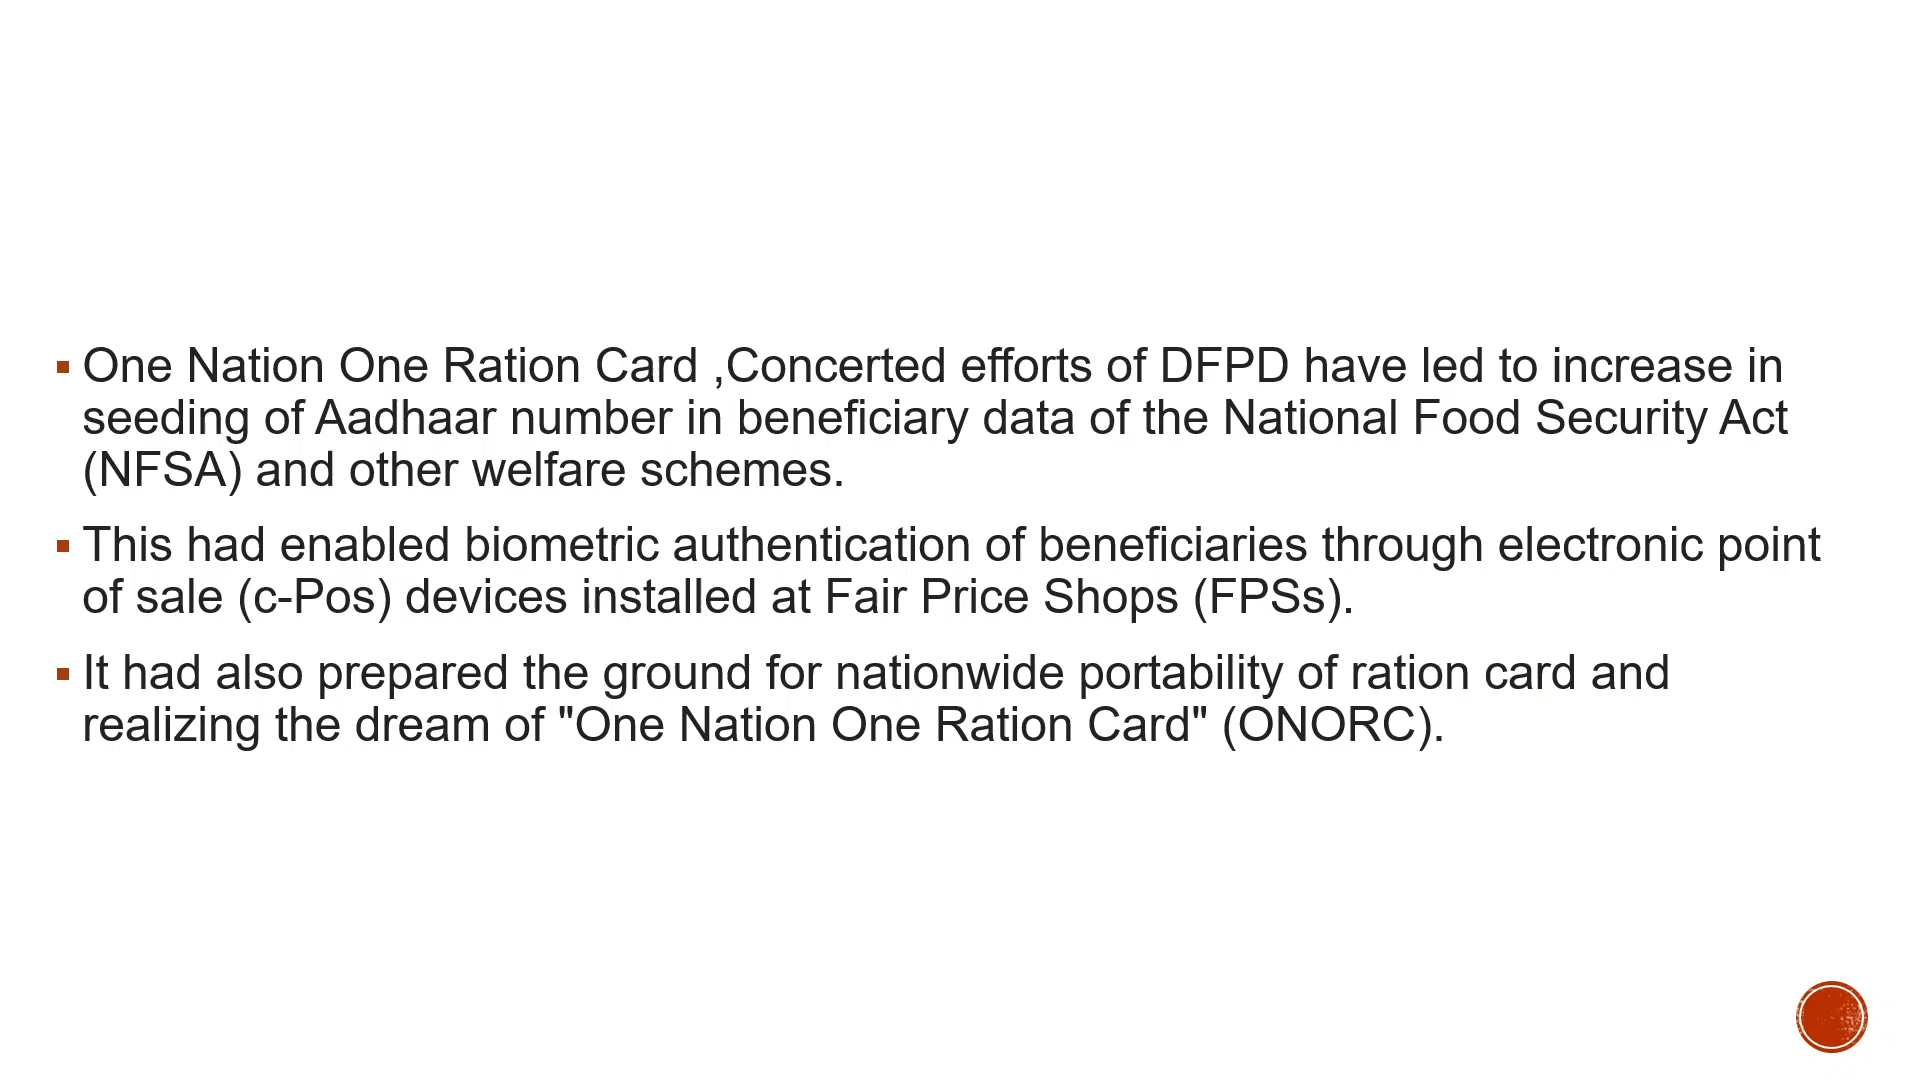 One Nation One Ration Card ,Concerted efforts of DFPD have led to increase in
seeding of Aadhaar number in beneficiary data of the National Food Security Act
(NFSA) and other welfare schemes.
This had enabled biometric authentication of beneficiaries through electronic point
of sale (c-Pos) devices installed at Fair Price Shops (FPSs).
It had also prepared the ground for nationwide portability of ration card and
realizing the dream of "One Nation One Ration Card" (ONORC).